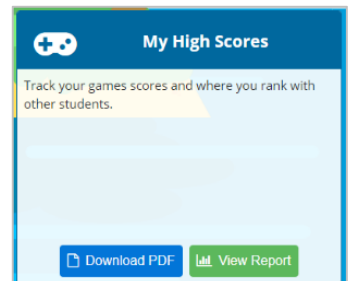 My High Scores
Track your games scores and where you rank with
other students.
Download PDF
View Report